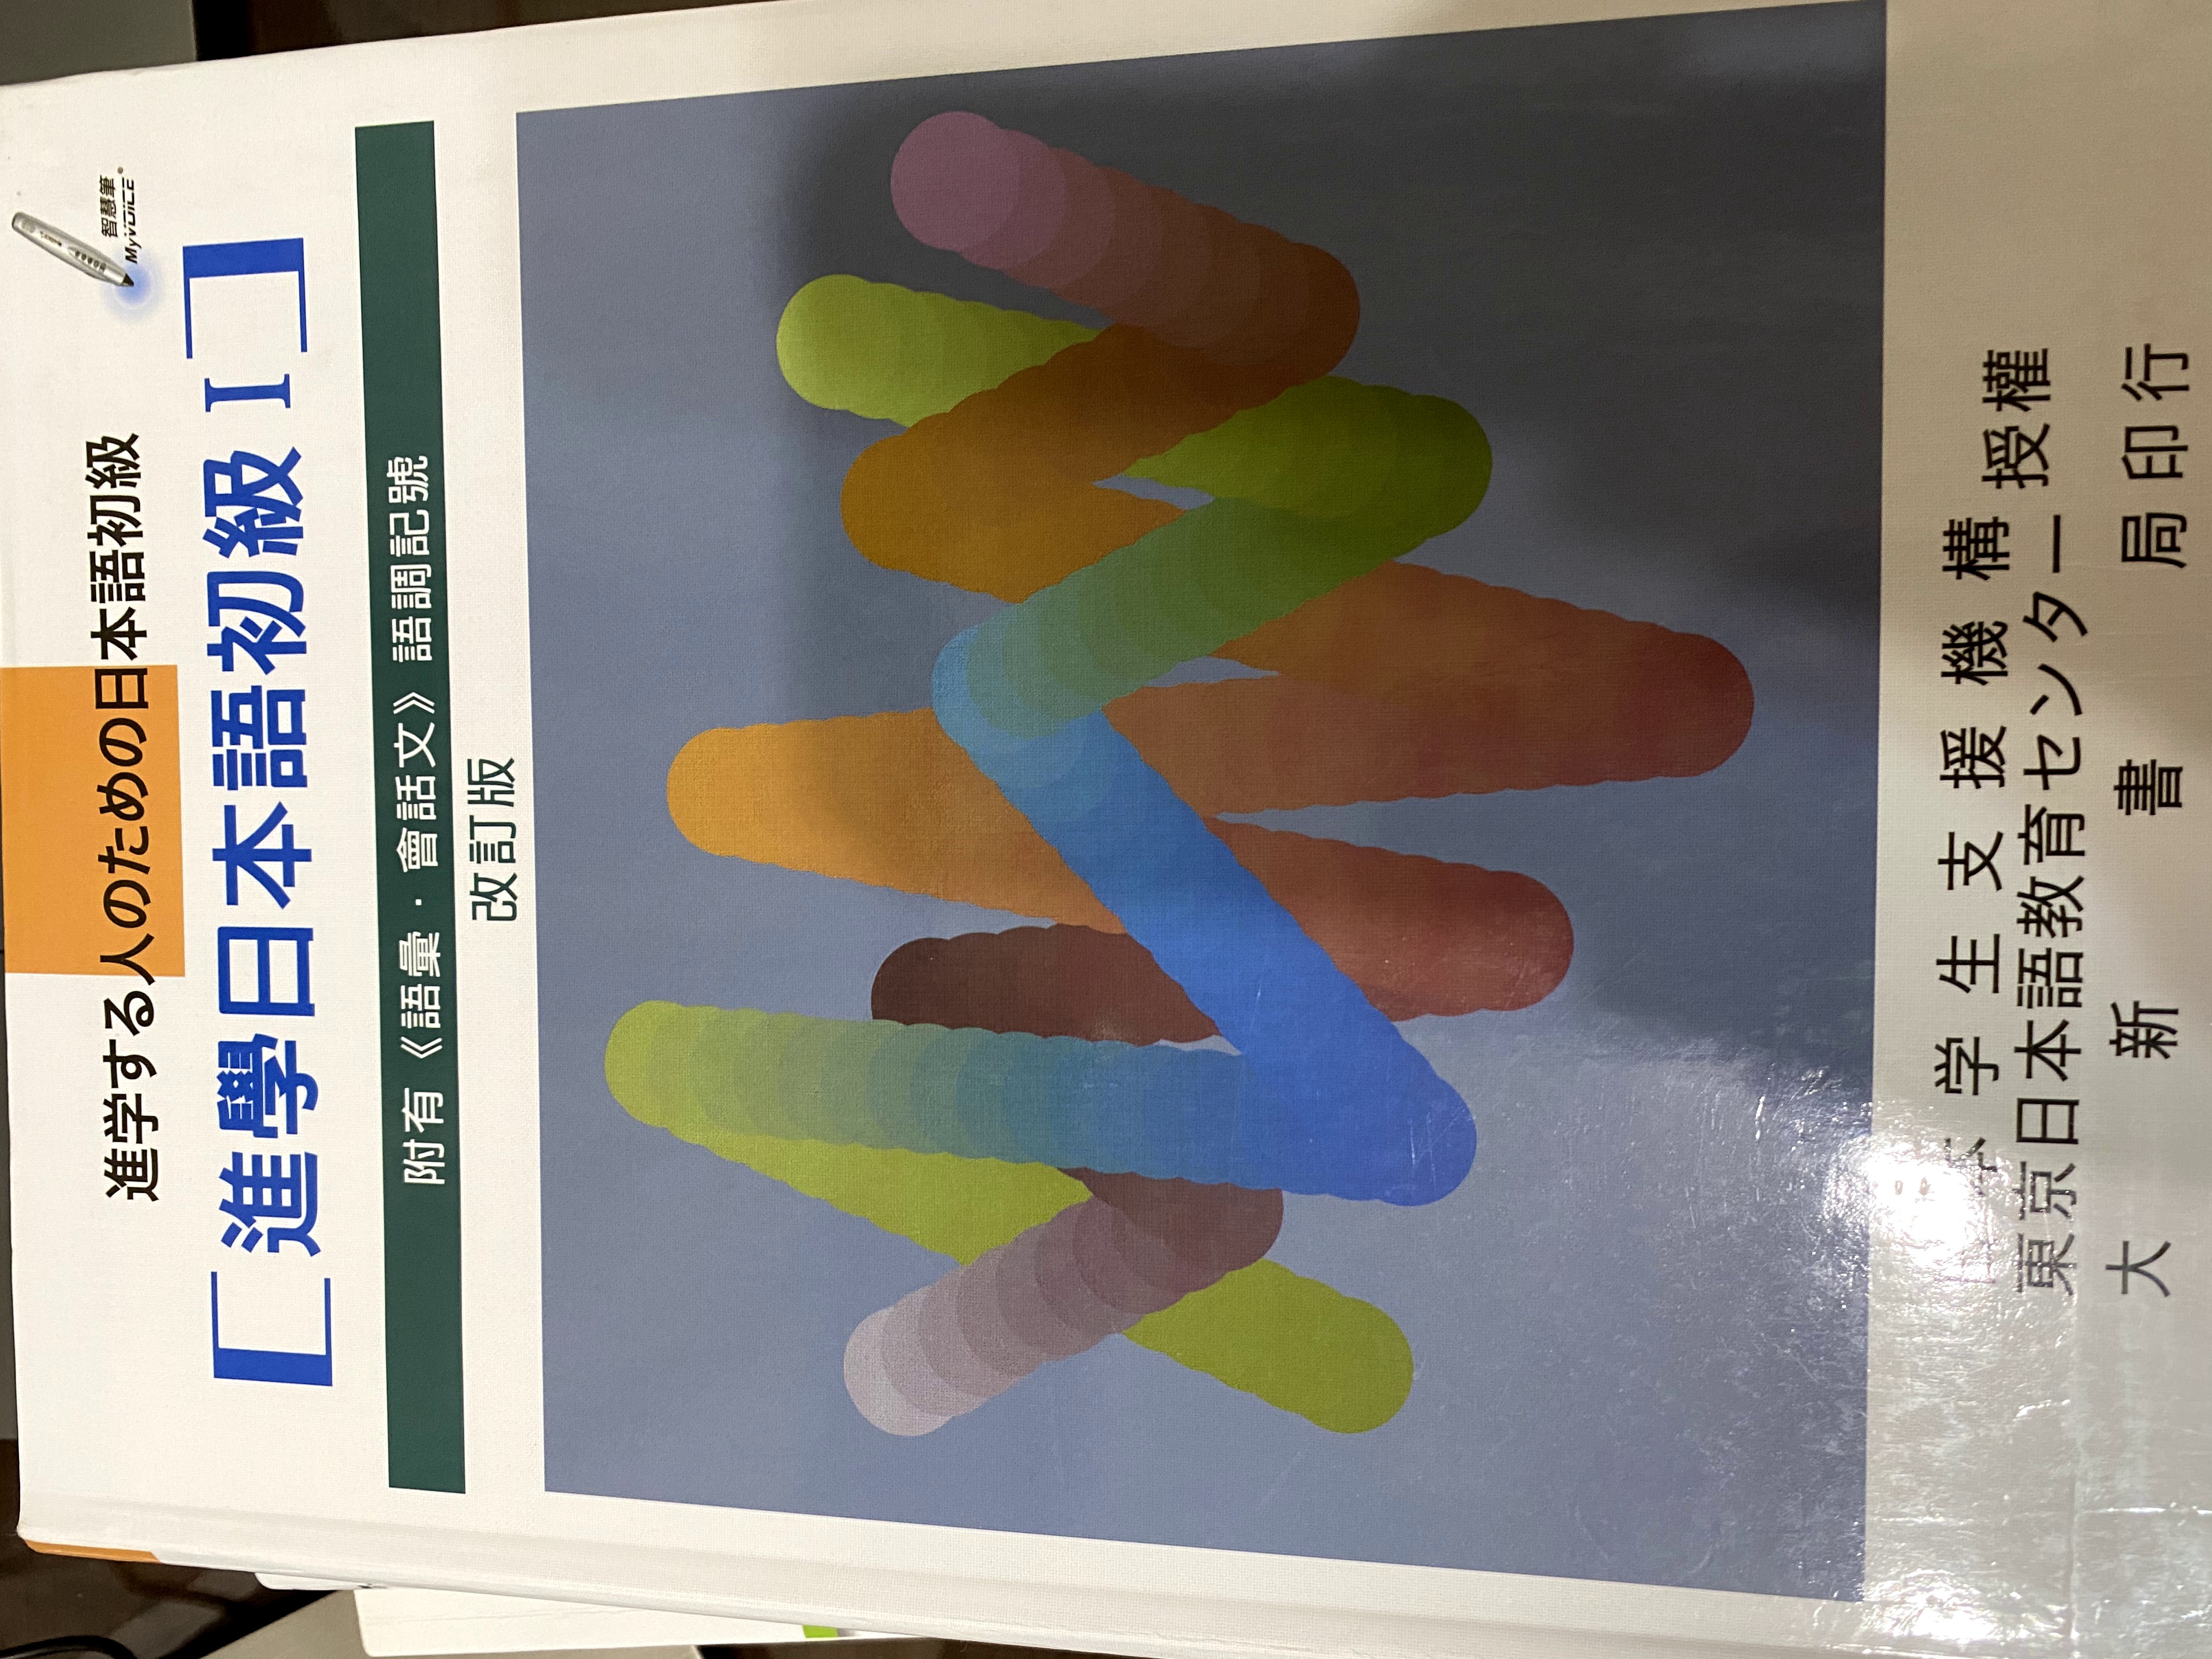 進学する人のための日本語初級
智慧筆
MyVOICE
進學日本語初級 I
附有《語彙・會話文》語調記號
改訂版
本学生支援機構
東京日本語教育センター
授權
大新書局印行